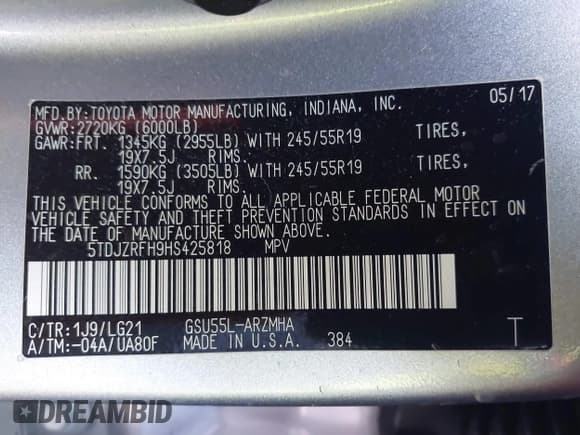 MFD.BY:TOYOTA MOTOR MANUFACTURING, INDIANA, INC. 05/17
GVWR:2720KG (6000LB)
GAWR:FRT. 1345KG (2955LB) WITH 245/55R19 TIRES,
19X7.5J RIMS.
RR. 1590KG (3505LB) WITH 245/55R19 TIRES,
19X7.5J RIMS.
THIS VEHICLE CONFORMS TO ALL APPLICABLE FEDERAL MOTOR
VEHICLE SAFETY AND THEFT PREVENTION STANDARDS IN EFFECT ON
THE DATE OF MANUFACTURE SHOWN ABOVE.
5TDJZRFH9HS425818 MPV
C/TR:1J9/LG21 GSU55L-ARZMHA
A/TM:-04A/UA80F MADE IN U.S.A. 384 T
DREAMBID